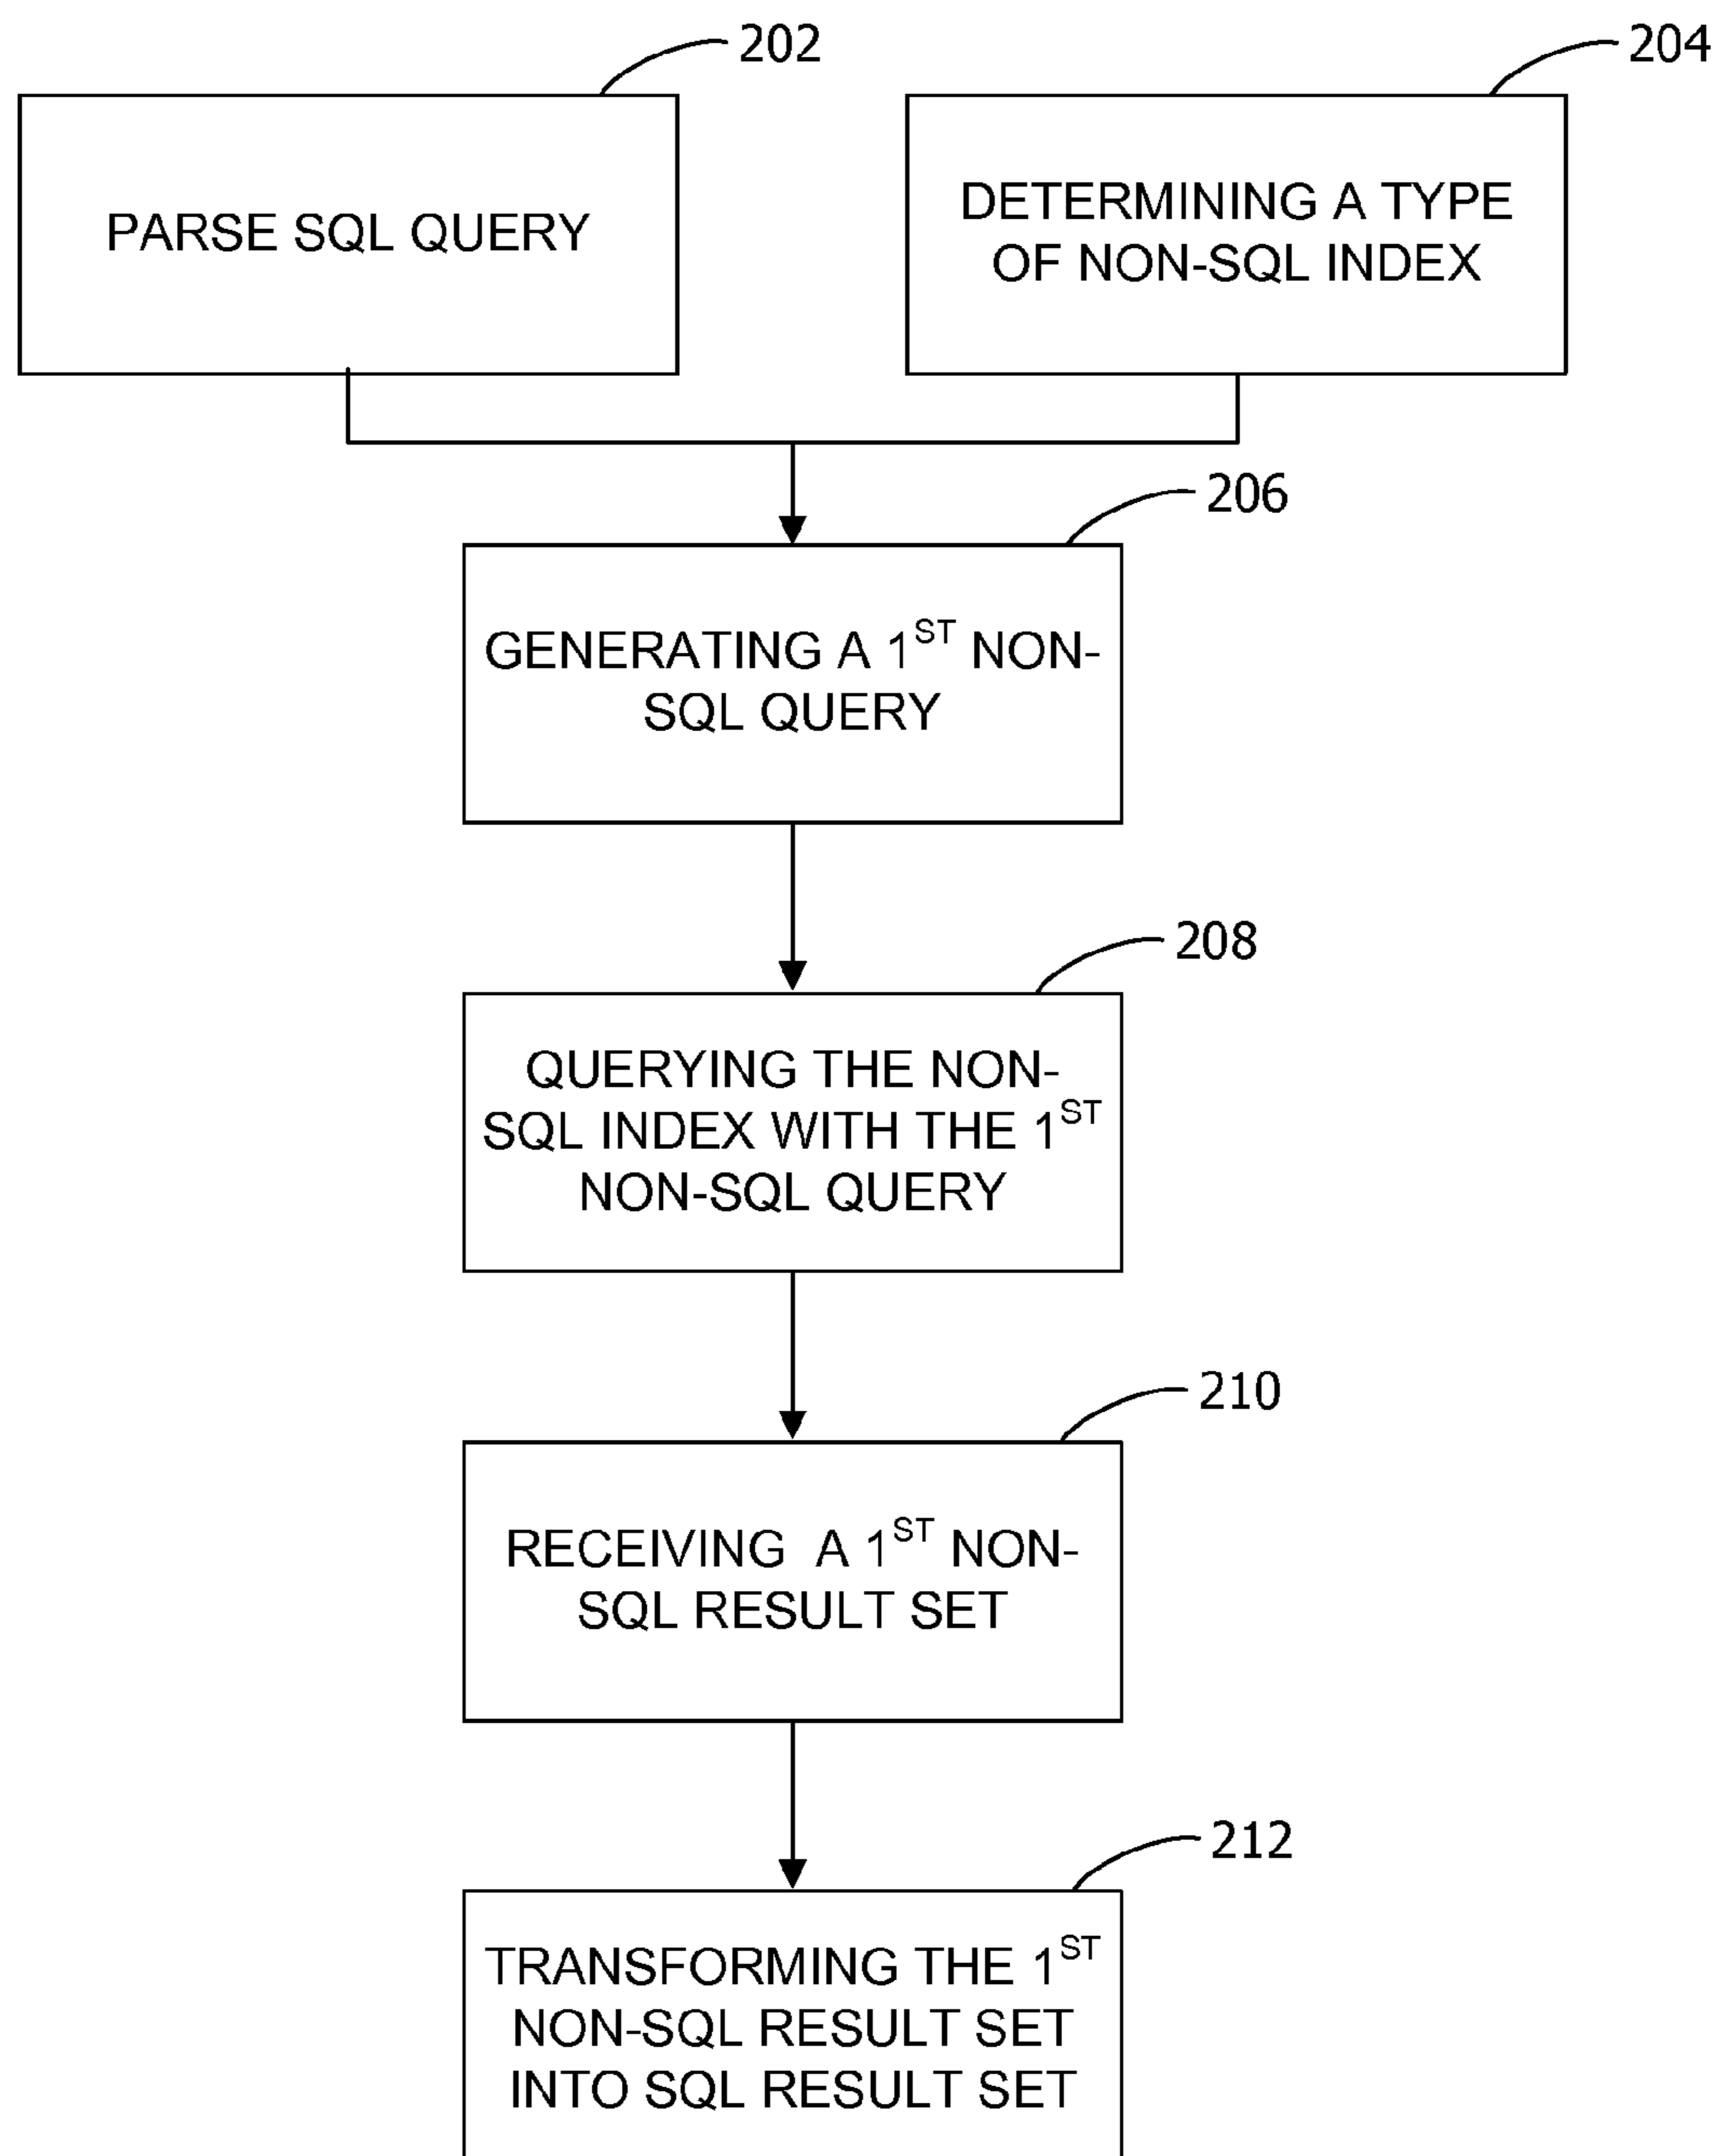 202
204
PARSE SQL QUERY
DETERMINING A TYPE
OF NON-SQL INDEX
206
GENERATING A 1ST NON-
SQL QUERY
208
QUERYING THE NON-
SQL INDEX WITH THE 1ST
NON-SQL QUERY
210
RECEIVING A 1ST NON-
SQL RESULT SET
212
TRANSFORMING THE 1ST
NON-SQL RESULT SET
INTO SQL RESULT SET